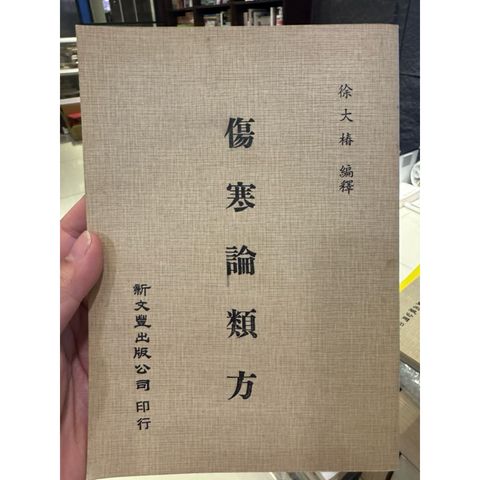 徐大椿 編釋
傷寒論類方
新文豐出版公司 印行